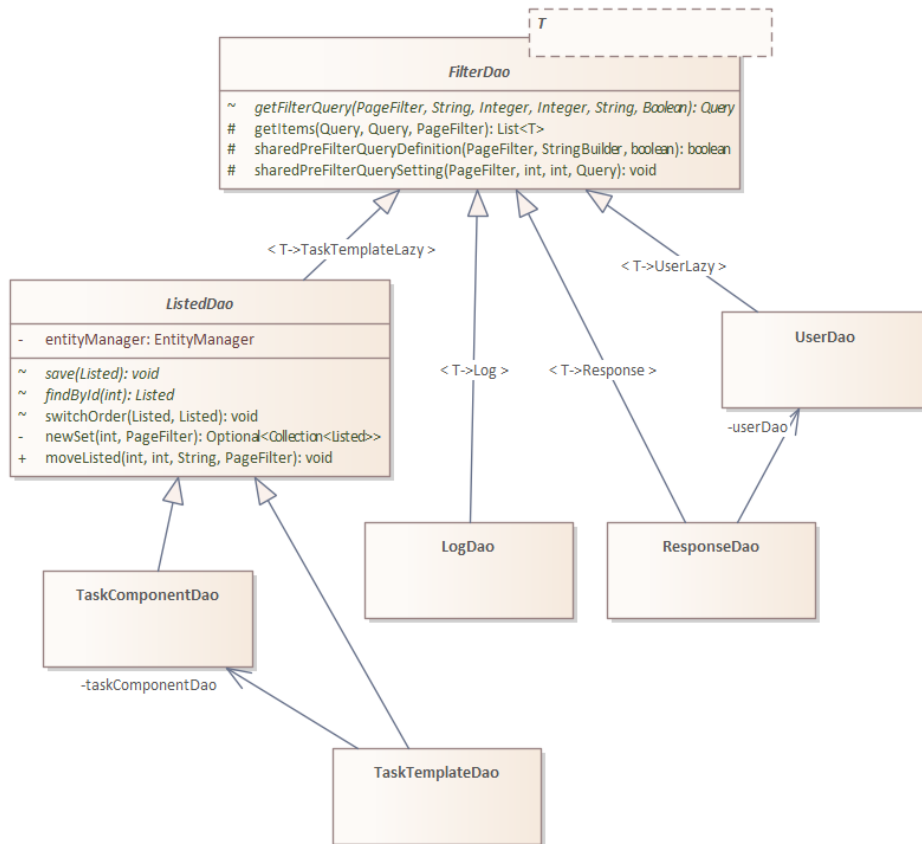 T
FilterDao
~ getFilterQuery(PageFilter, String, Integer, Integer, String, Boolean): Query
# getItems(Query, Query, PageFilter): List<T>
# sharedPreFilterQueryDefinition(PageFilter, StringBuilder, boolean): boolean
# sharedPreFilterQuerySetting(PageFilter, int, int, Query): void
< T->TaskTemplateLazy >
< T->UserLazy >
ListedDao
- entityManager: EntityManager
~ save(Listed): void
~ findById(int): Listed
~ switchOrder(Listed, Listed): void
- newSet(int, PageFilter): Optional<Collection<Listed>>
+ moveListed(int, int, String, PageFilter): void
UserDao
< T->Log >
< T->Response >
-userDao
LogDao
ResponseDao
TaskComponentDao
-taskComponentDao
TaskTemplateDao